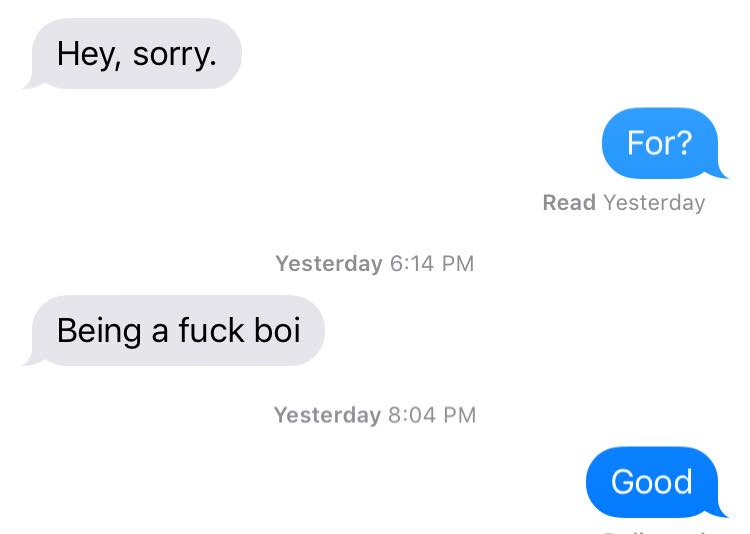 Hey, sorry.
For?
Read Yesterday
Yesterday 6:14 PM
Being a fuck boi
Yesterday 8:04 PM
Good